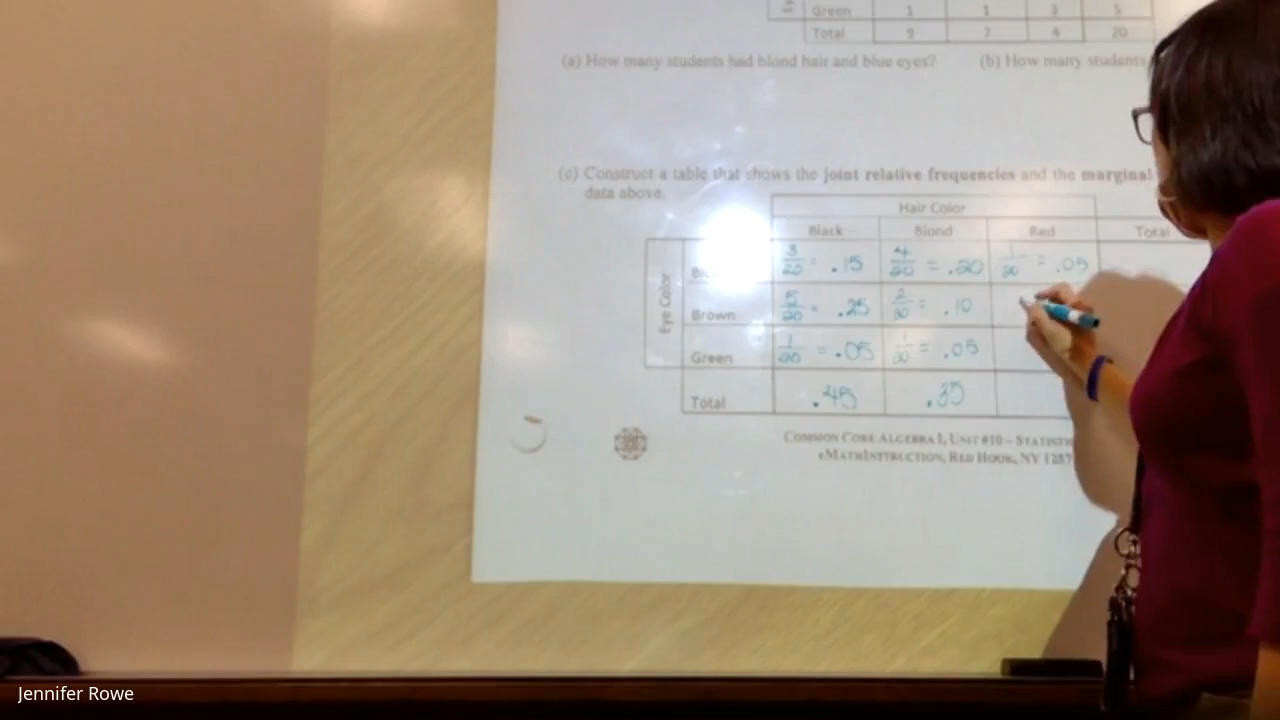 Green 1 1 3 5
Total 9 7 4 20
(a) How many students had blond hair and blue eyes? (b) How many students
(c) Construct a table that shows the joint relative frequencies and the marginal
data above.
Hair Color
Black Blond Red Total
3/20 = .15 4/20 = .20 1/20 = .05
Eye Color
Brown 5/20 = .25 2/20 = .10
Green 1/20 = .05 1/20 = .05
Total .45 .35
COMMON CORE ALGEBRA I, UNIT #10 – STATISTI
eMATHINSTRUCTION, RED HOOK, NY 1257
Jennifer Rowe